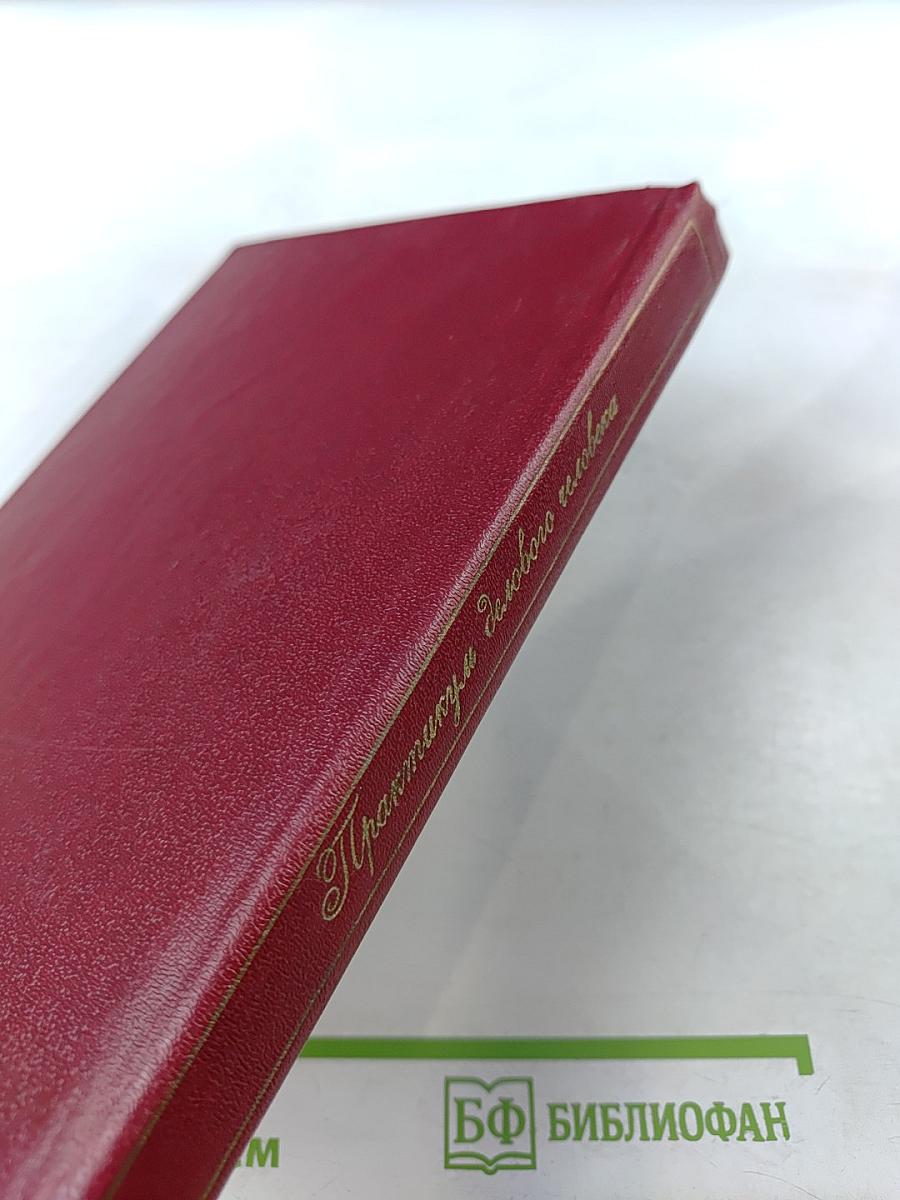 Практикум делового человека
БФ БИБЛИОФАН